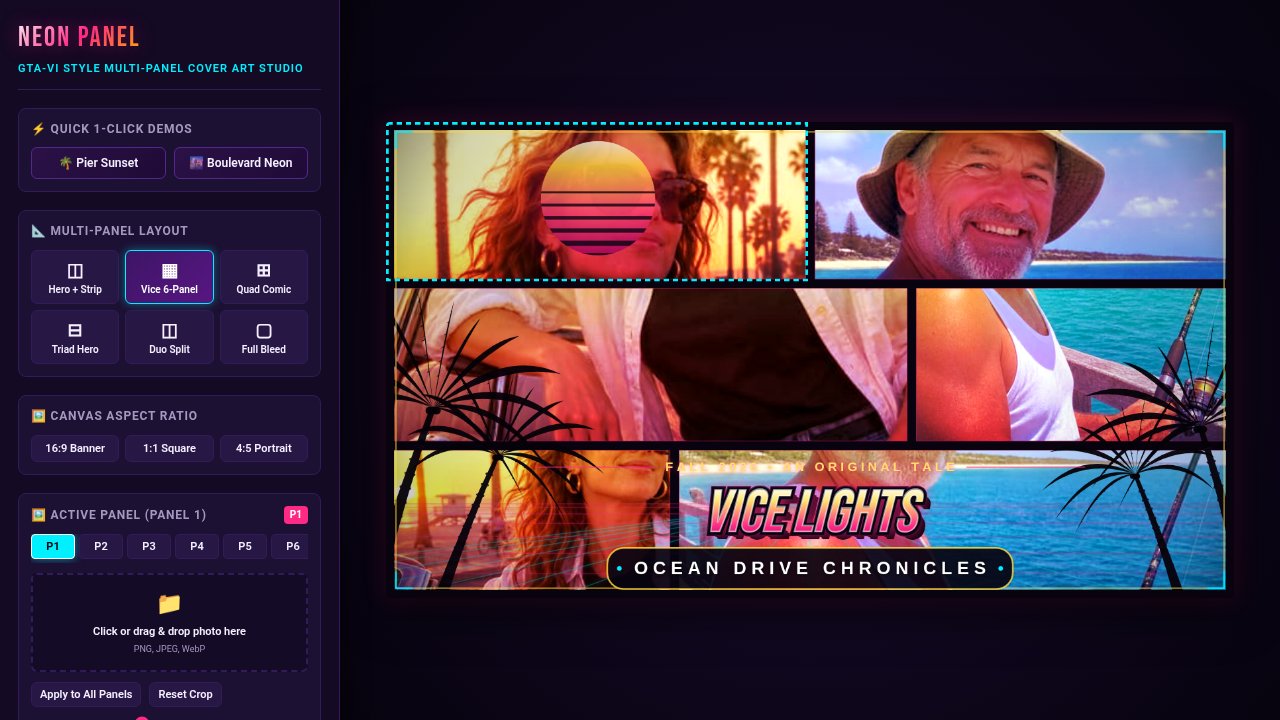 NEON PANEL
GTA-VI STYLE MULTI-PANEL COVER ART STUDIO
⚡ QUICK 1-CLICK DEMOS
🌴 Pier Sunset
🌆 Boulevard Neon
📐 MULTI-PANEL LAYOUT
Hero + Strip
Vice 6-Panel
Quad Comic
Triad Hero
Duo Split
Full Bleed
🖼️ CANVAS ASPECT RATIO
16:9 Banner
1:1 Square
4:5 Portrait
🖼️ ACTIVE PANEL (PANEL 1)
P1
P1 P2 P3 P4 P5 P6
Click or drag & drop photo here
PNG, JPEG, WebP
Apply to All Panels
Reset Crop
ORIGINAL TALE
VICE LIGHTS
• OCEAN DRIVE CHRONICLES •